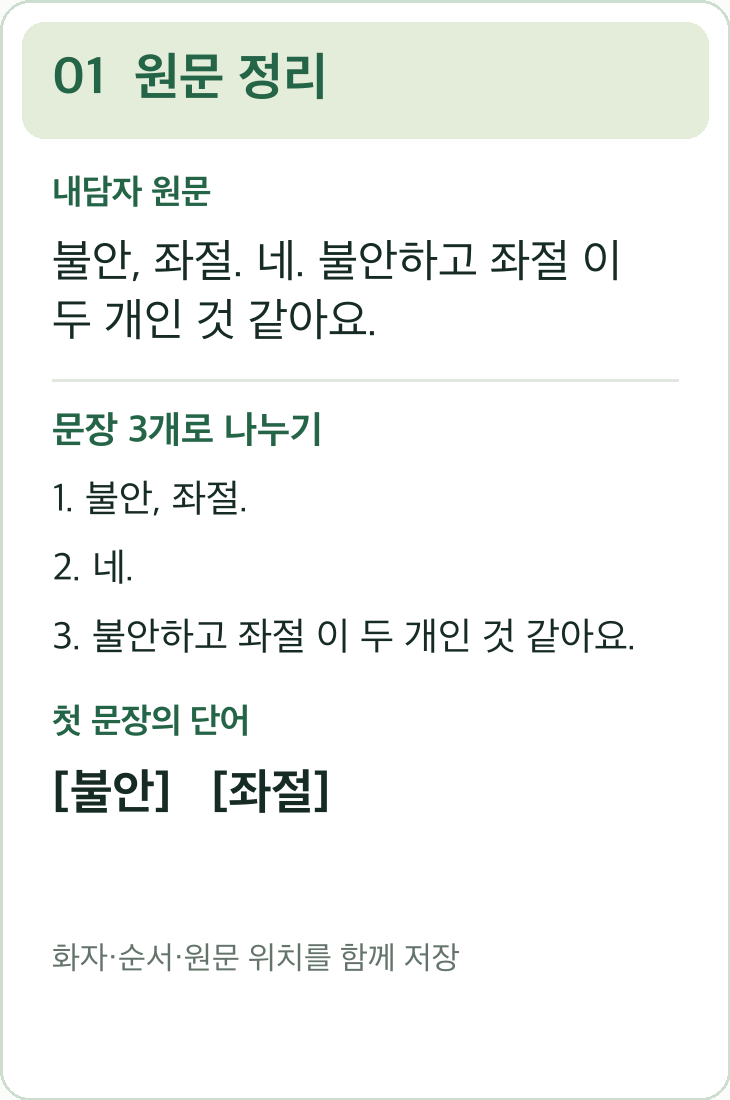 01 원문 정리
내담자 원문
불안, 좌절. 네. 불안하고 좌절 이
두 개인 것 같아요.
문장 3개로 나누기
1. 불안, 좌절.
2. 네.
3. 불안하고 좌절 이 두 개인 것 같아요.
첫 문장의 단어
[불안] [좌절]
화자·순서·원문 위치를 함께 저장